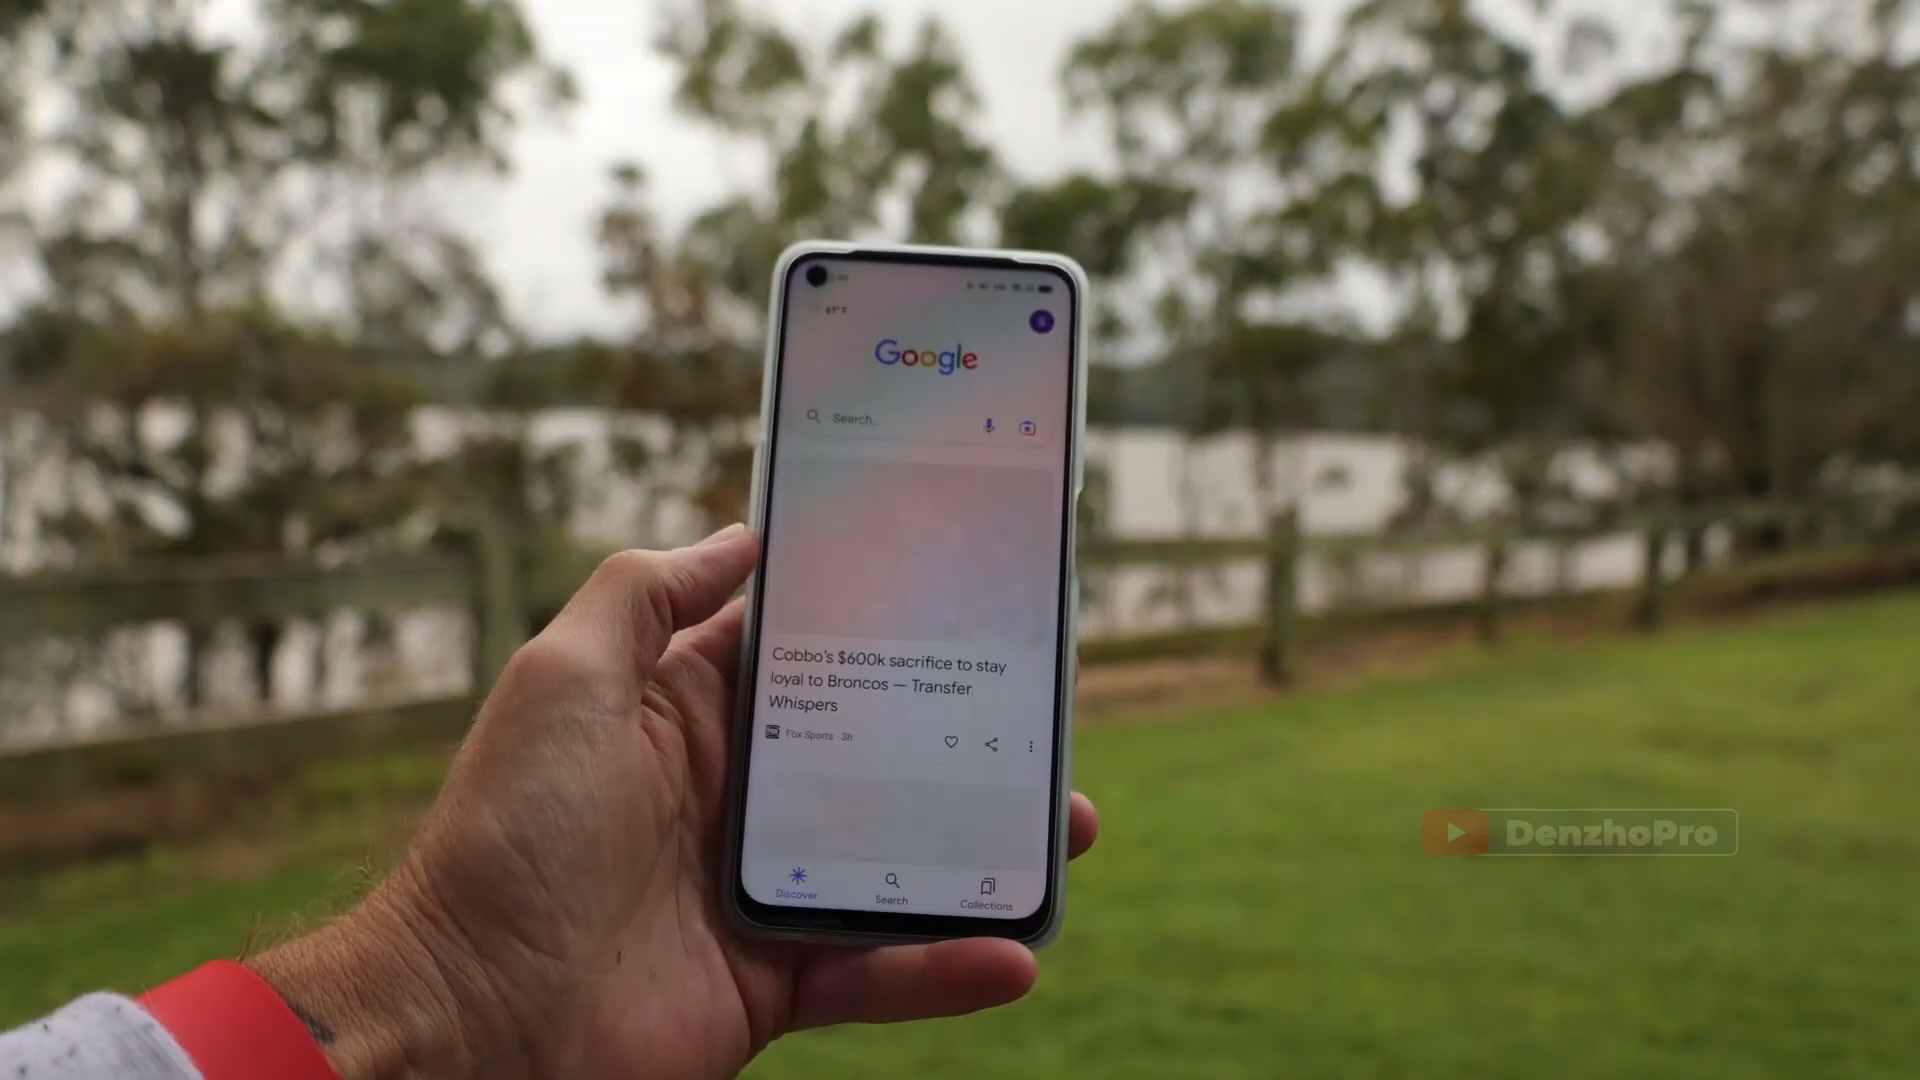 67°F
Google
Search..
Cobbo's $600k sacrifice to stay
loyal to Broncos — Transfer
Whispers
Fox Sports · 3h
Discover
Search
Collections
DenzhoPro